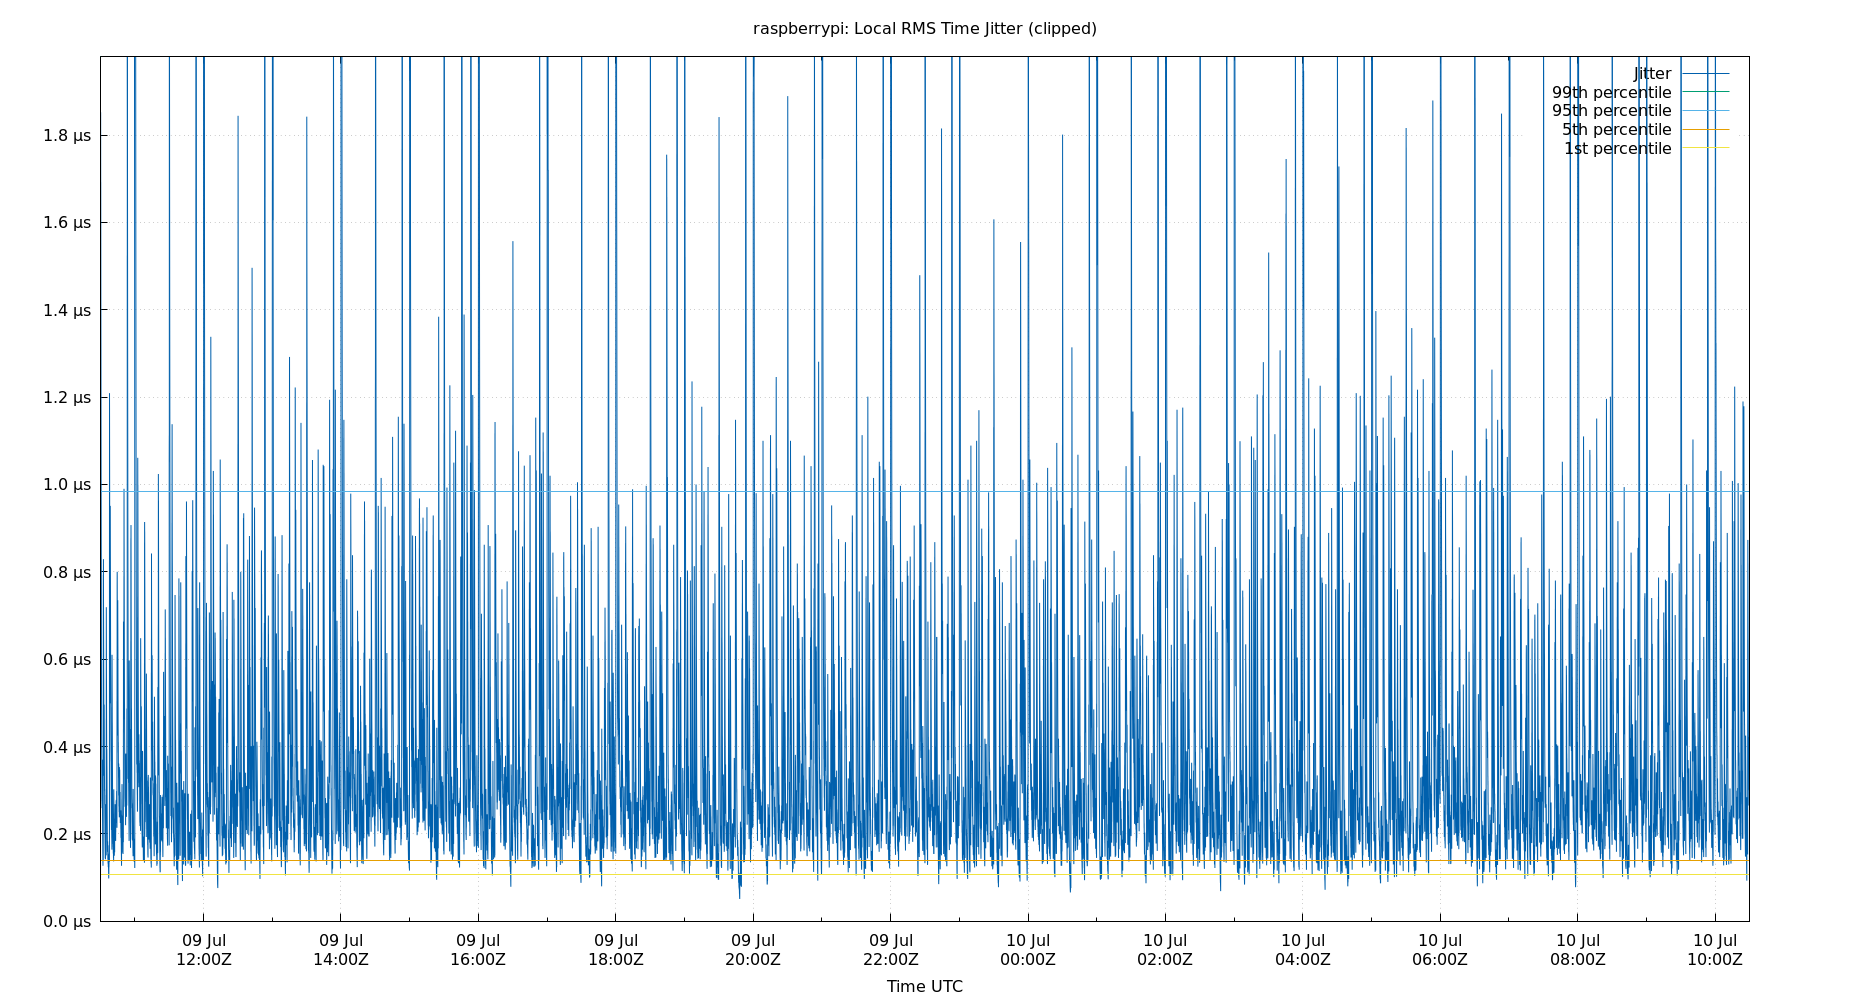 raspberrypi: Local RMS Time Jitter (clipped)
Jitter
99th percentile
95th percentile
5th percentile
1st percentile
1.8 µs
1.6 µs
1.4 µs
1.2 µs
1.0 µs
0.8 µs
0.6 µs
0.4 µs
0.2 µs
0.0 µs
09 Jul 09 Jul 09 Jul 09 Jul 09 Jul 09 Jul 10 Jul 10 Jul 10 Jul 10 Jul 10 Jul 10 Jul
12:00Z 14:00Z 16:00Z 18:00Z 20:00Z 22:00Z 00:00Z 02:00Z 04:00Z 06:00Z 08:00Z 10:00Z
Time UTC